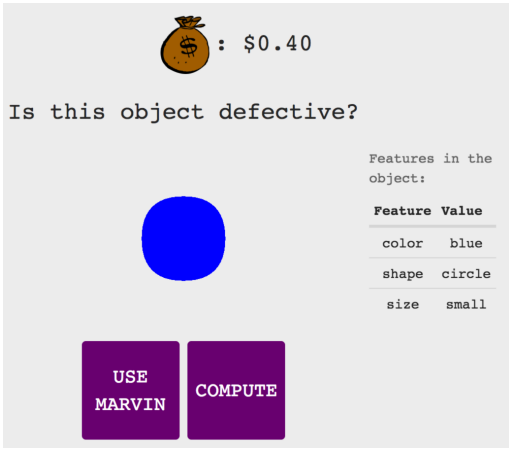 $ : $0.40
Is this object defective?
Features in the
object:
Feature Value
color blue
shape circle
size small
USE
MARVIN
COMPUTE